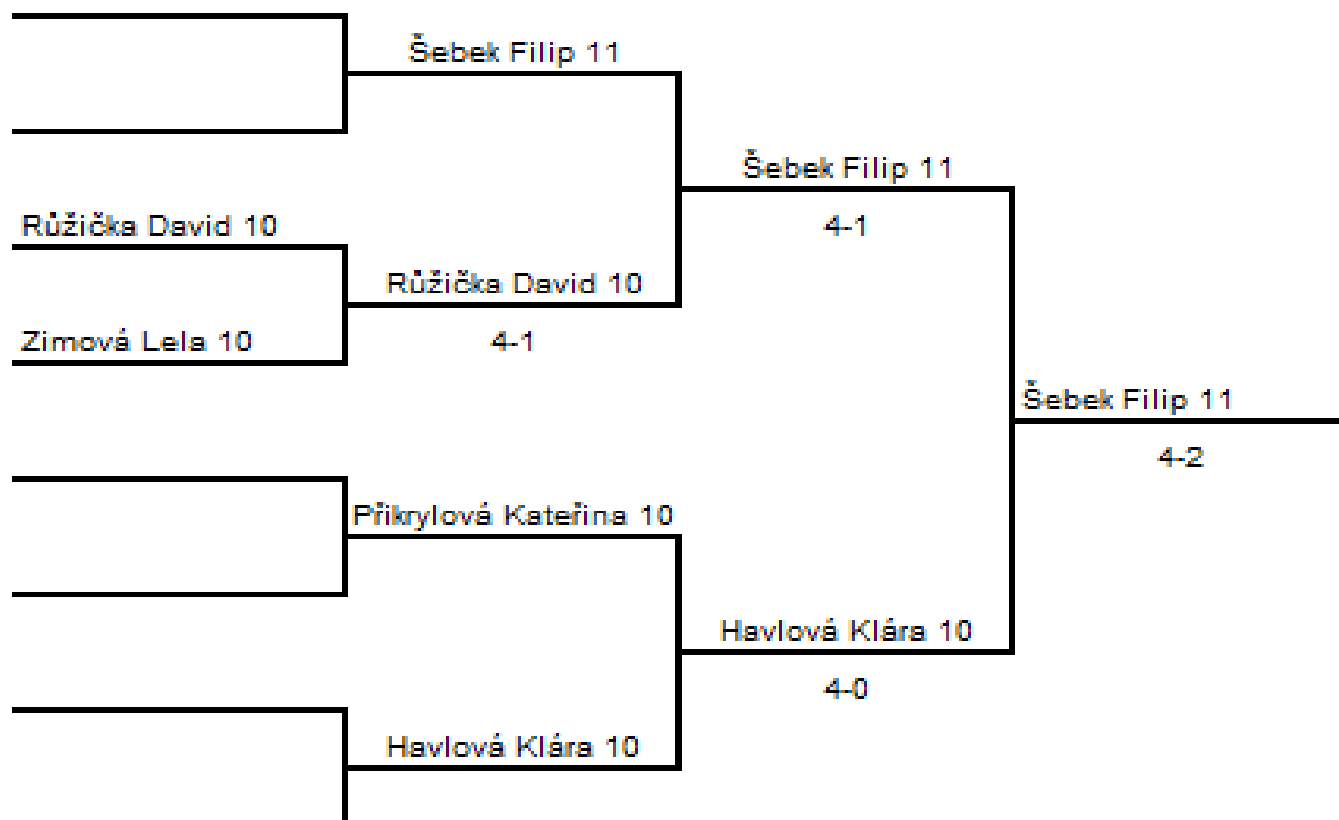 Šebek Filip 11
Šebek Filip 11
4-1
Růžička David 10
Růžička David 10
4-1
Zimová Lela 10
Šebek Filip 11
4-2
Přikrylová Kateřina 10
Havlová Klára 10
4-0
Havlová Klára 10